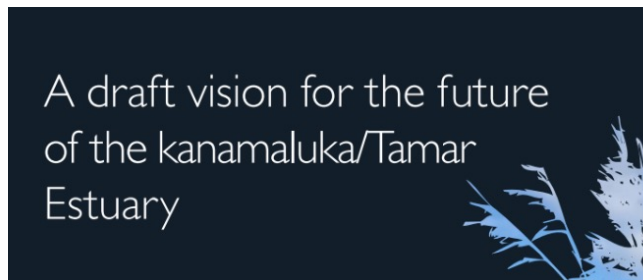 A draft vision for the future
of the kanamaluka/Tamar
Estuary